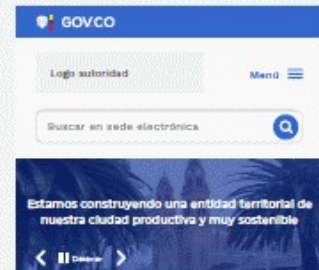 GOV.CO
Logo autoridad
Menú
Buscar en sede electrónica
Estamos construyendo una entidad territorial de
nuestra ciudad productiva y muy sostenible
Detener